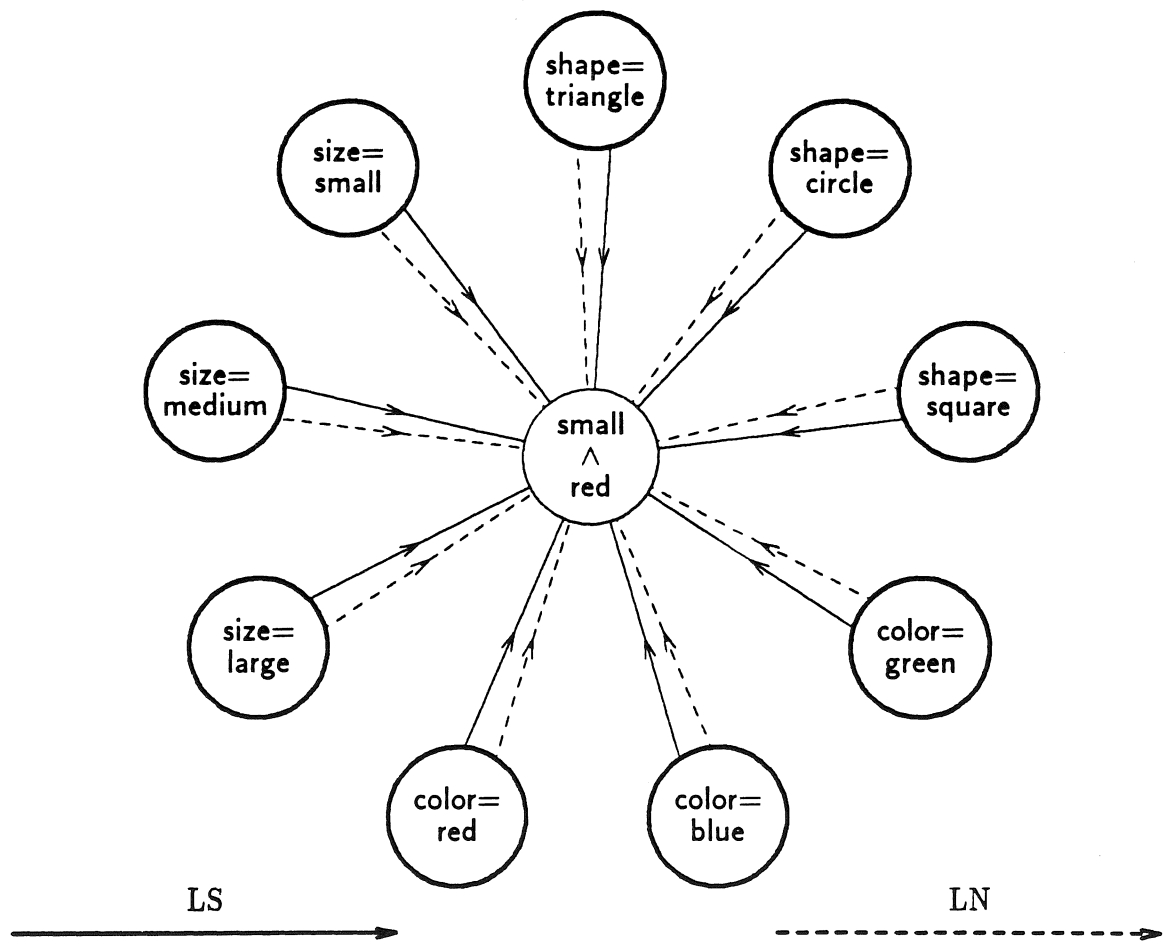 shape=
triangle
size=
small
shape=
circle
size=
medium
shape=
square
small
∧
red
size=
large
color=
green
color=
red
color=
blue
LS
LN